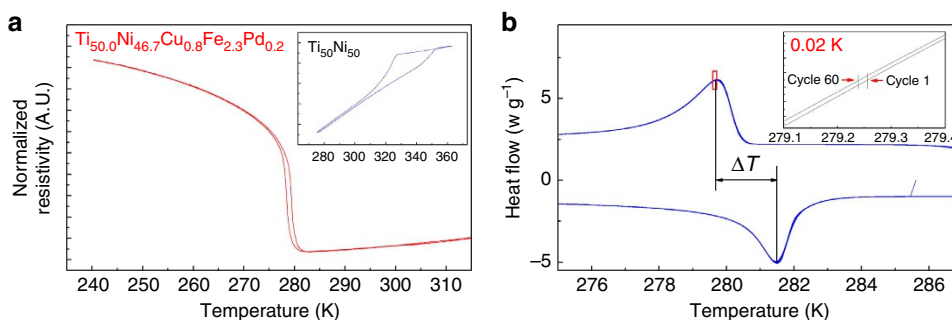 a
Ti50.0Ni46.7Cu0.8Fe2.3Pd0.2
Ti50Ni50
280 300 320 340 360
Normalized
resistivity (A.U.)
240 250 260 270 280 290 300 310
Temperature (K)
b
0.02 K
Cycle 60
Cycle 1
279.1 279.2 279.3 279.4
ΔT
Heat flow (w g−1)
5
0
−5
276 278 280 282 284 286
Temperature (K)